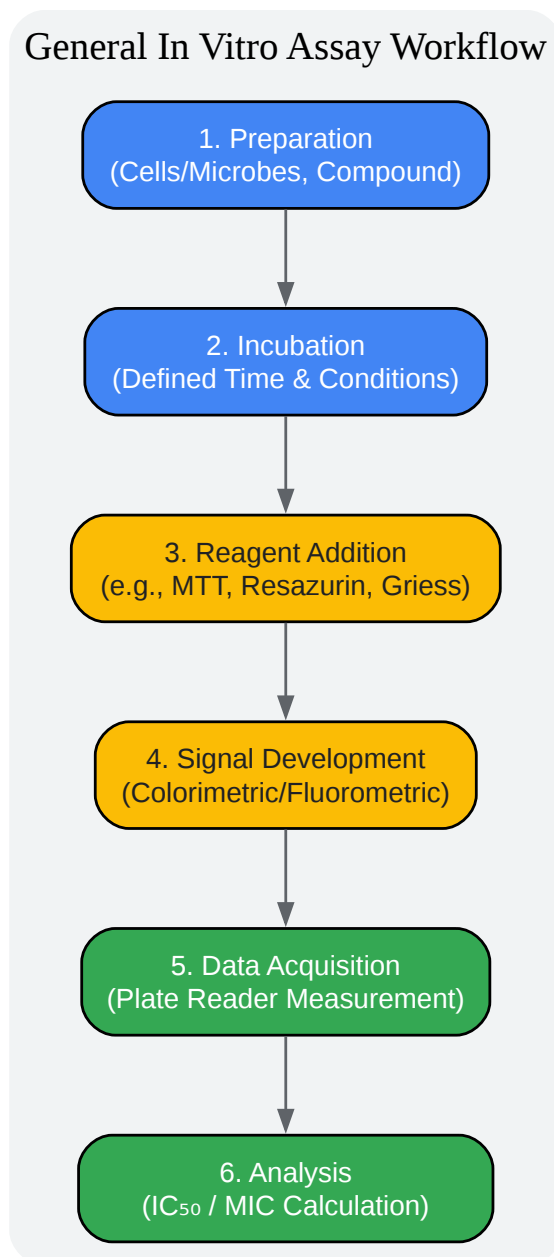 General In Vitro Assay Workflow
1. Preparation
(Cells/Microbes, Compound)
2. Incubation
(Defined Time & Conditions)
3. Reagent Addition
(e.g., MTT, Resazurin, Griess)
4. Signal Development
(Colorimetric/Fluorometric)
5. Data Acquisition
(Plate Reader Measurement)
6. Analysis
(IC₅₀ / MIC Calculation)